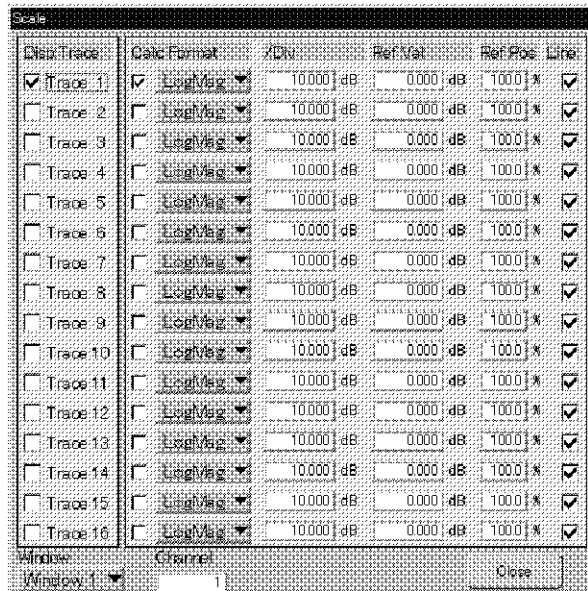 Scale
Disp Trace Calc Format /Div Ref Val Ref Pos Line
Trace 1 LogMag 10.000 dB 0.000 dB 100.0 %
Trace 2 LogMag 10.000 dB 0.000 dB 100.0 %
Trace 3 LogMag 10.000 dB 0.000 dB 100.0 %
Trace 4 LogMag 10.000 dB 0.000 dB 100.0 %
Trace 5 LogMag 10.000 dB 0.000 dB 100.0 %
Trace 6 LogMag 10.000 dB 0.000 dB 100.0 %
Trace 7 LogMag 10.000 dB 0.000 dB 100.0 %
Trace 8 LogMag 10.000 dB 0.000 dB 100.0 %
Trace 9 LogMag 10.000 dB 0.000 dB 100.0 %
Trace 10 LogMag 10.000 dB 0.000 dB 100.0 %
Trace 11 LogMag 10.000 dB 0.000 dB 100.0 %
Trace 12 LogMag 10.000 dB 0.000 dB 100.0 %
Trace 13 LogMag 10.000 dB 0.000 dB 100.0 %
Trace 14 LogMag 10.000 dB 0.000 dB 100.0 %
Trace 15 LogMag 10.000 dB 0.000 dB 100.0 %
Trace 16 LogMag 10.000 dB 0.000 dB 100.0 %
Window Channel
Window 1 1 Close